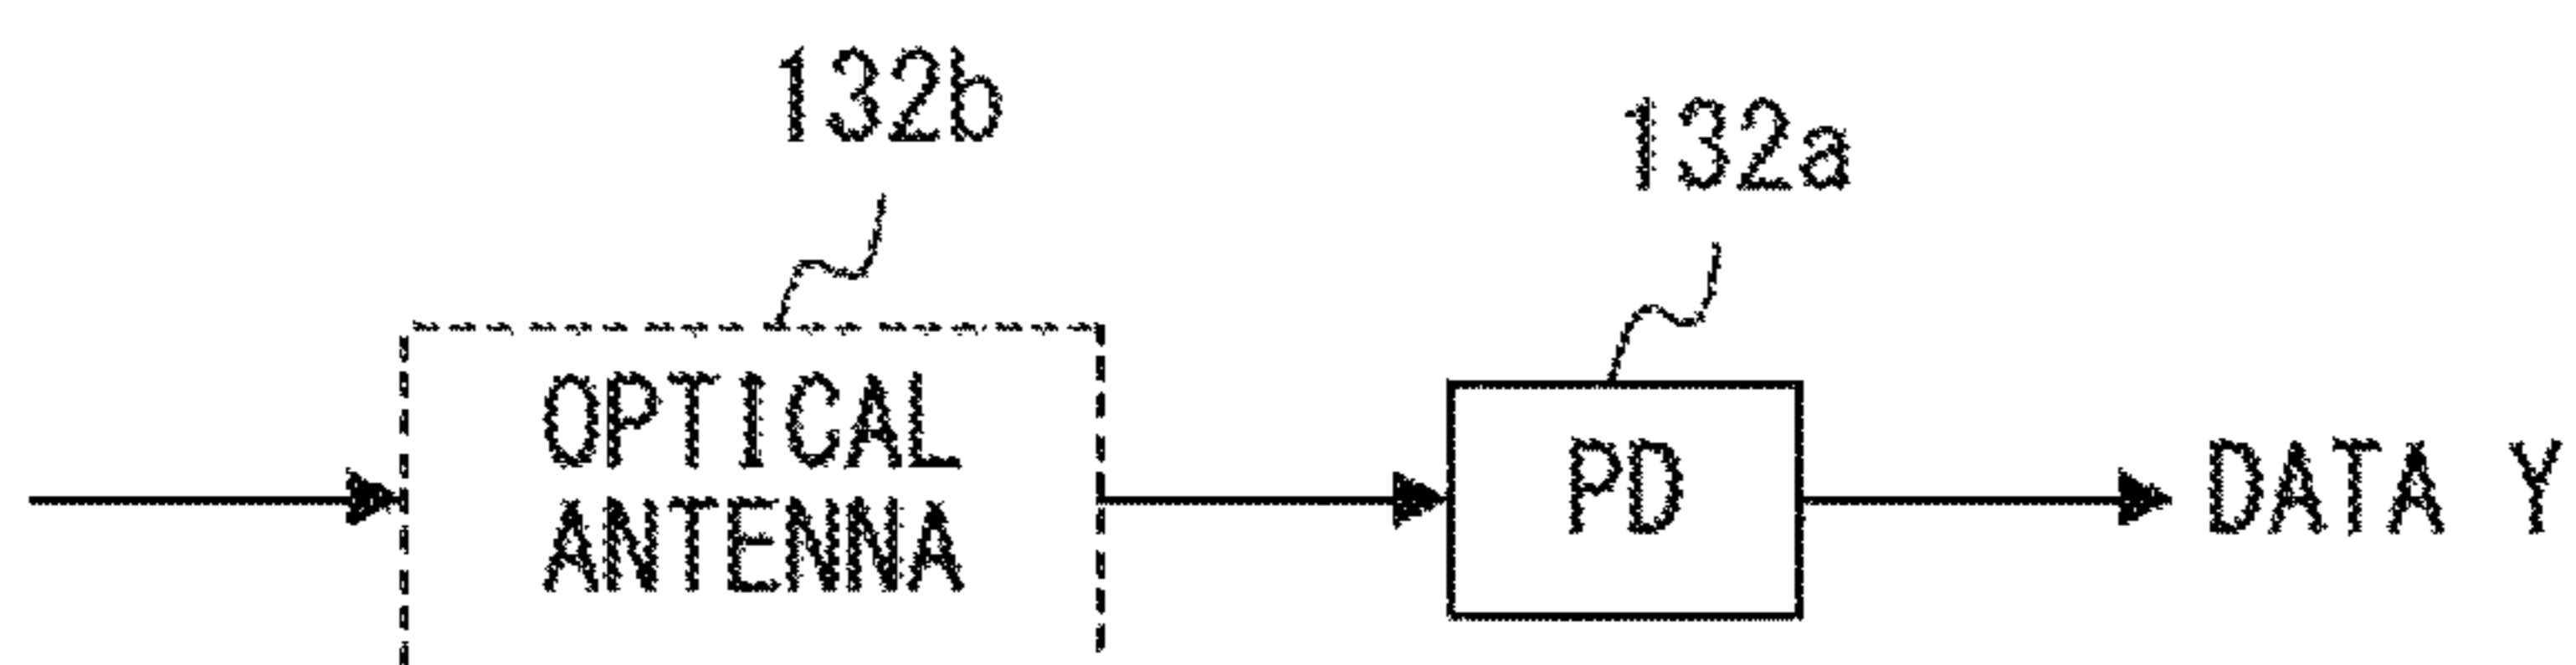 132b
132a
OPTICAL
ANTENNA
PD
DATA Y